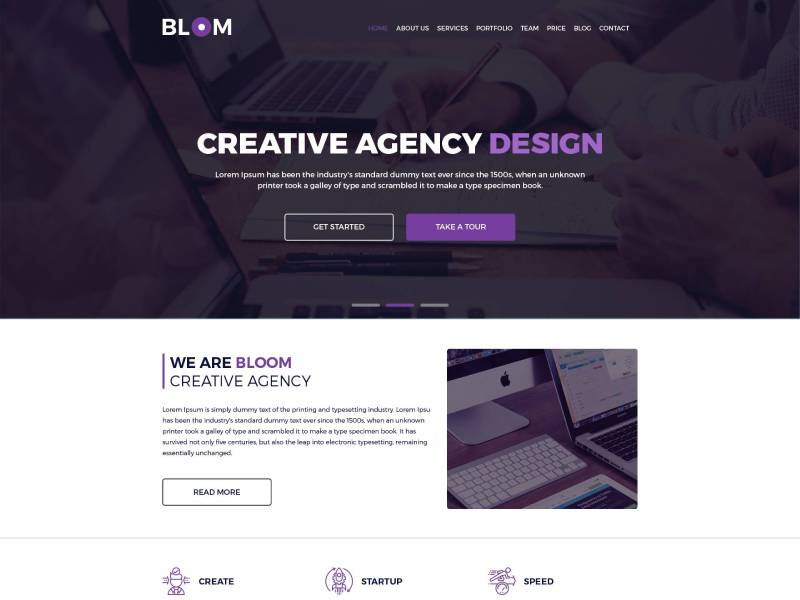 BLOM
HOME ABOUT US SERVICES PORTFOLIO TEAM PRICE BLOG CONTACT
CREATIVE AGENCY DESIGN
Lorem Ipsum has been the industry's standard dummy text ever since the 1500s, when an unknown
printer took a galley of type and scrambled it to make a type specimen book.
GET STARTED TAKE A TOUR
WE ARE BLOOM
CREATIVE AGENCY
Lorem Ipsum is simply dummy text of the printing and typesetting industry. Lorem Ipsu
has been the industry's standard dummy text ever since the 1500s, when an unknown
printer took a galley of type and scrambled it to make a type specimen book. It has
survived not only five centuries, but also the leap into electronic typesetting, remaining
essentially unchanged.
READ MORE
CREATE STARTUP SPEED